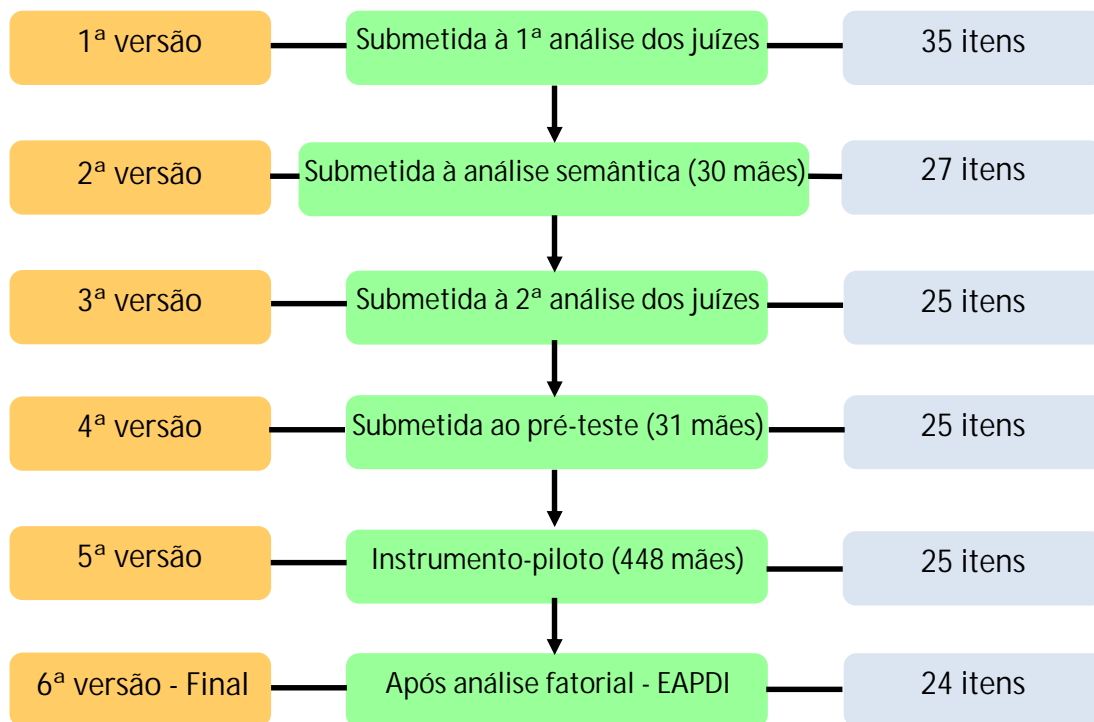 1ª versão
Submetida à 1ª análise dos juízes
35 itens
2ª versão
Submetida à análise semântica (30 mães)
27 itens
3ª versão
Submetida à 2ª análise dos juízes
25 itens
4ª versão
Submetida ao pré-teste (31 mães)
25 itens
5ª versão
Instrumento-piloto (448 mães)
25 itens
6ª versão - Final
Após análise fatorial - EAPDI
24 itens